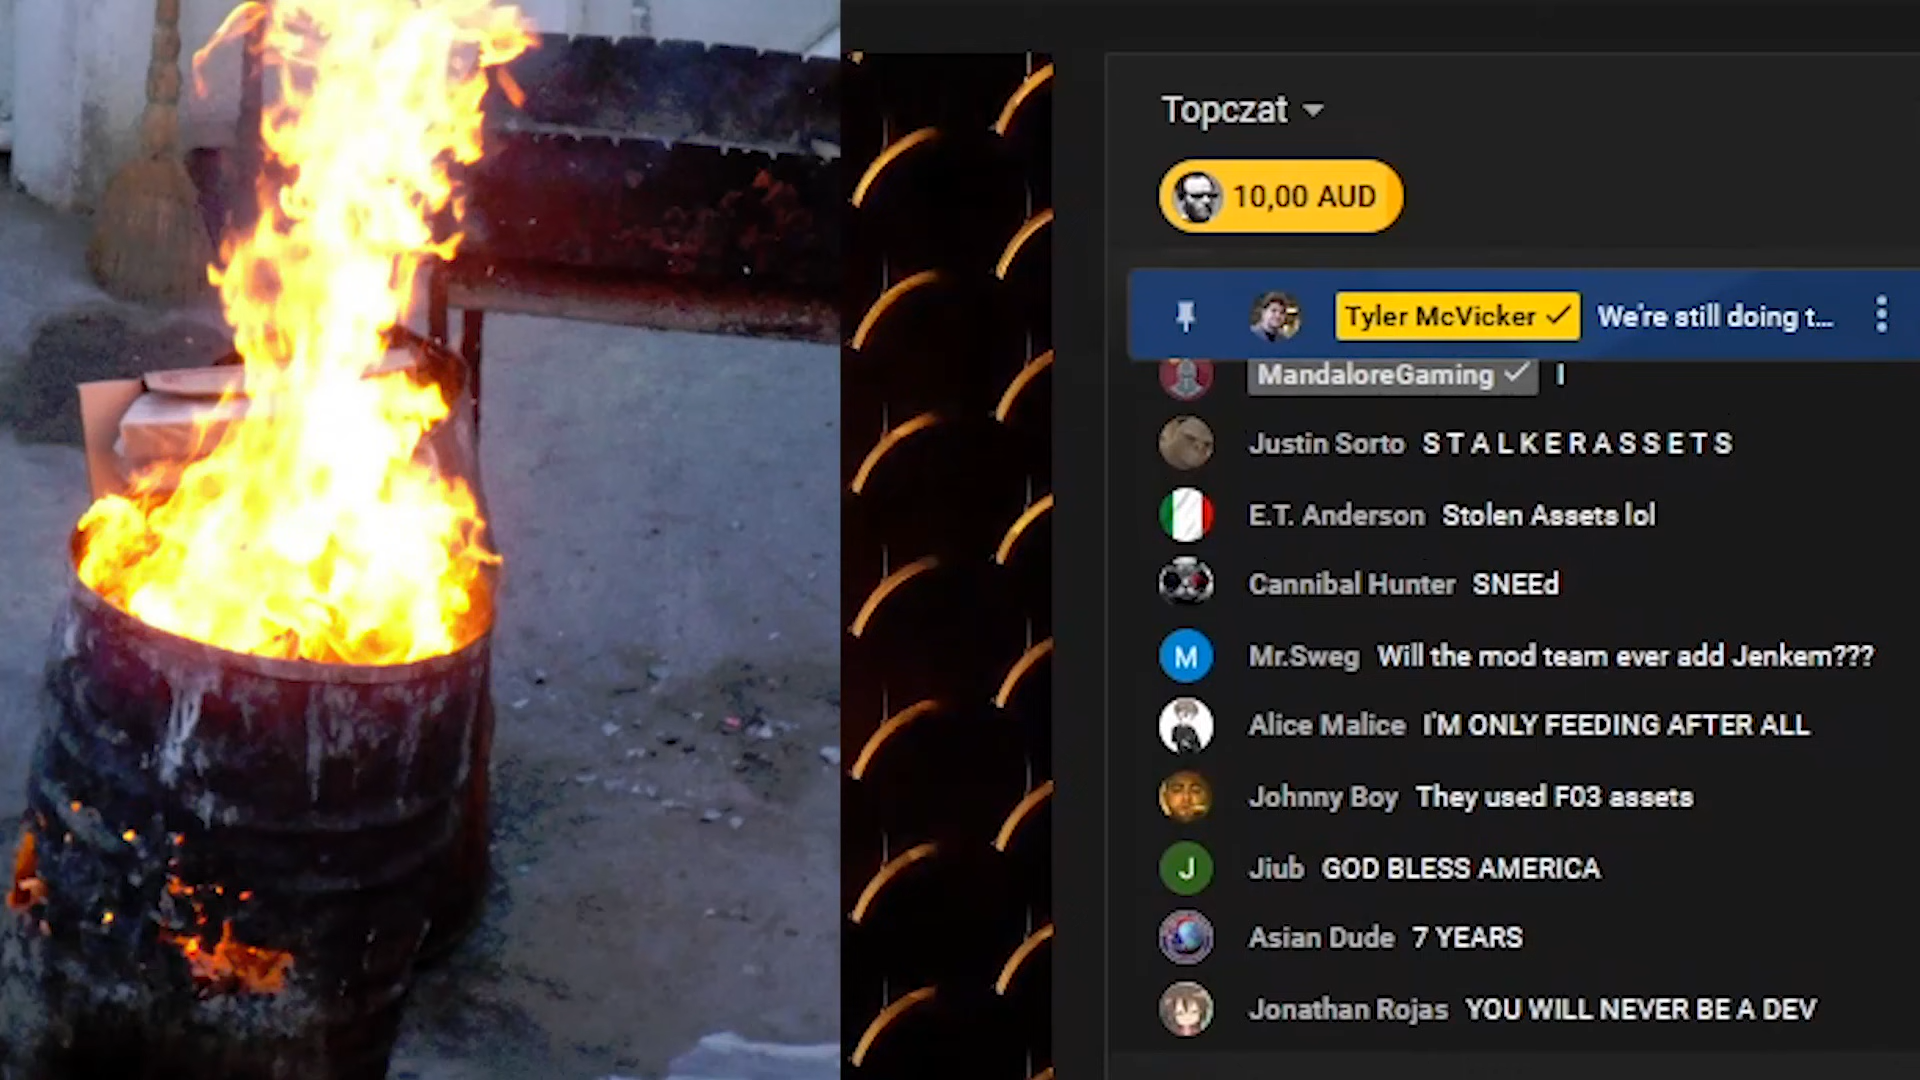 Topczat
10,00 AUD
Tyler McVicker We're still doing t...
MandaloreGaming I
Justin Sorto S T A L K E R A S S E T S
E.T. Anderson Stolen Assets lol
Cannibal Hunter SNEEd
M Mr.Sweg Will the mod team ever add Jenkem???
Alice Malice I'M ONLY FEEDING AFTER ALL
Johnny Boy They used F03 assets
J Jiub GOD BLESS AMERICA
Asian Dude 7 YEARS
Jonathan Rojas YOU WILL NEVER BE A DEV